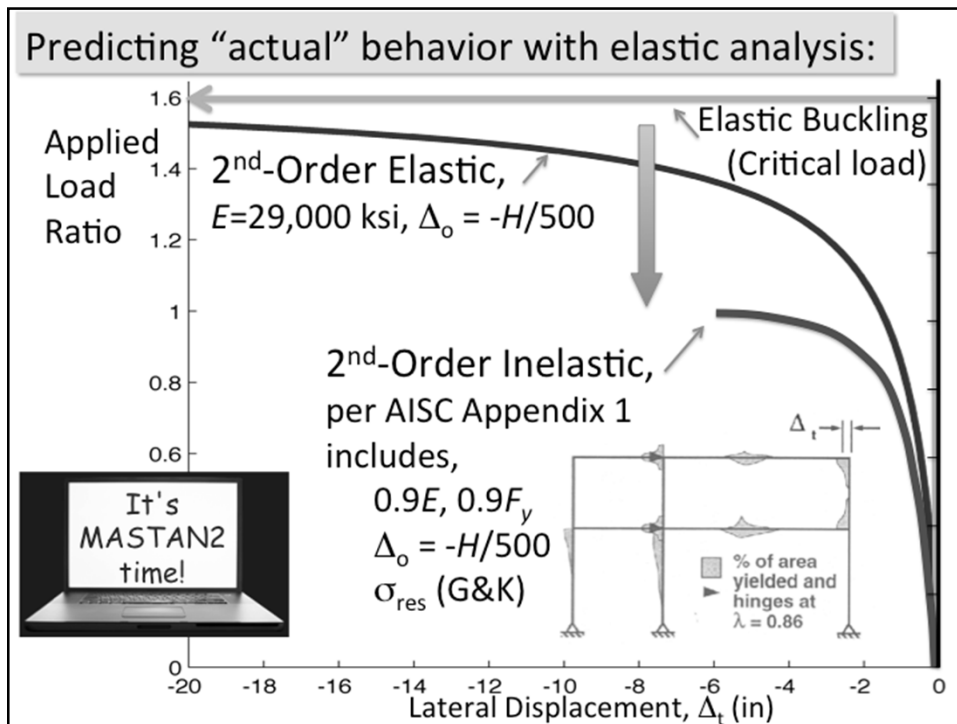 Predicting “actual” behavior with elastic analysis:
1.6
Applied
Load
Ratio
1.4
1.2
1
0.8
0.6
0
Elastic Buckling
(Critical load)
2nd-Order Elastic,
E=29,000 ksi, Δo = -H/500
2nd-Order Inelastic,
per AISC Appendix 1
includes,
0.9E, 0.9Fy
Δo = -H/500
σres (G&K)
Δt
% of area
yielded and
hinges at
λ = 0.86
It's
MASTAN2
time!
-20 -18 -16 -14 -12 -10 -8 -6 -4 -2 0
Lateral Displacement, Δt (in)